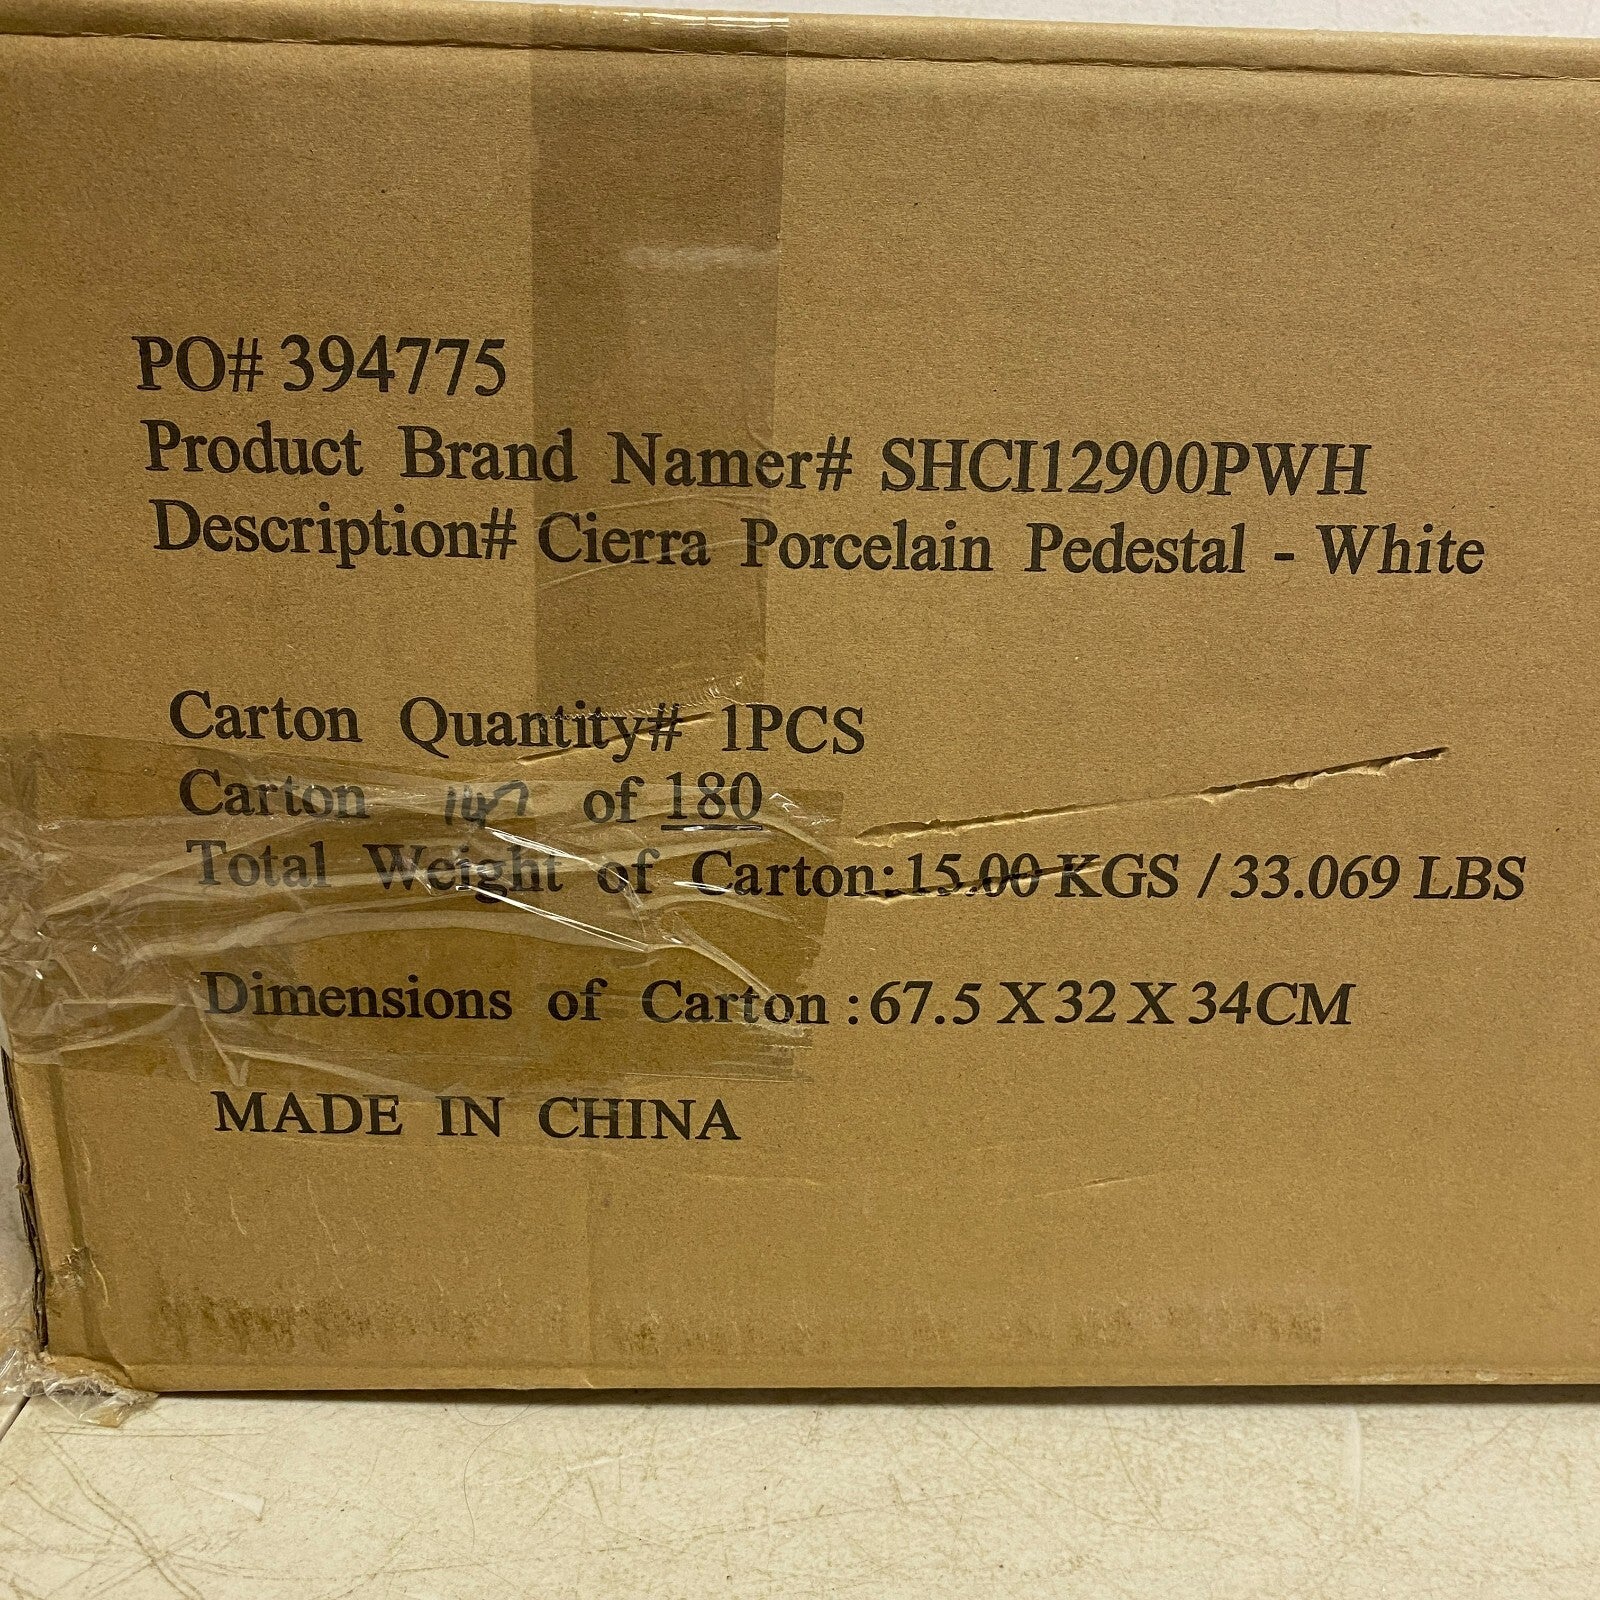 PO# 394775
Product Brand Namer# SHCI12900PWH
Description# Cierra Porcelain Pedestal - White
Carton Quantity# 1PCS
Carton 147 of 180
Total Weight of Carton:15.00 KGS / 33.069 LBS
Dimensions of Carton :67.5 X 32 X 34CM
MADE IN CHINA